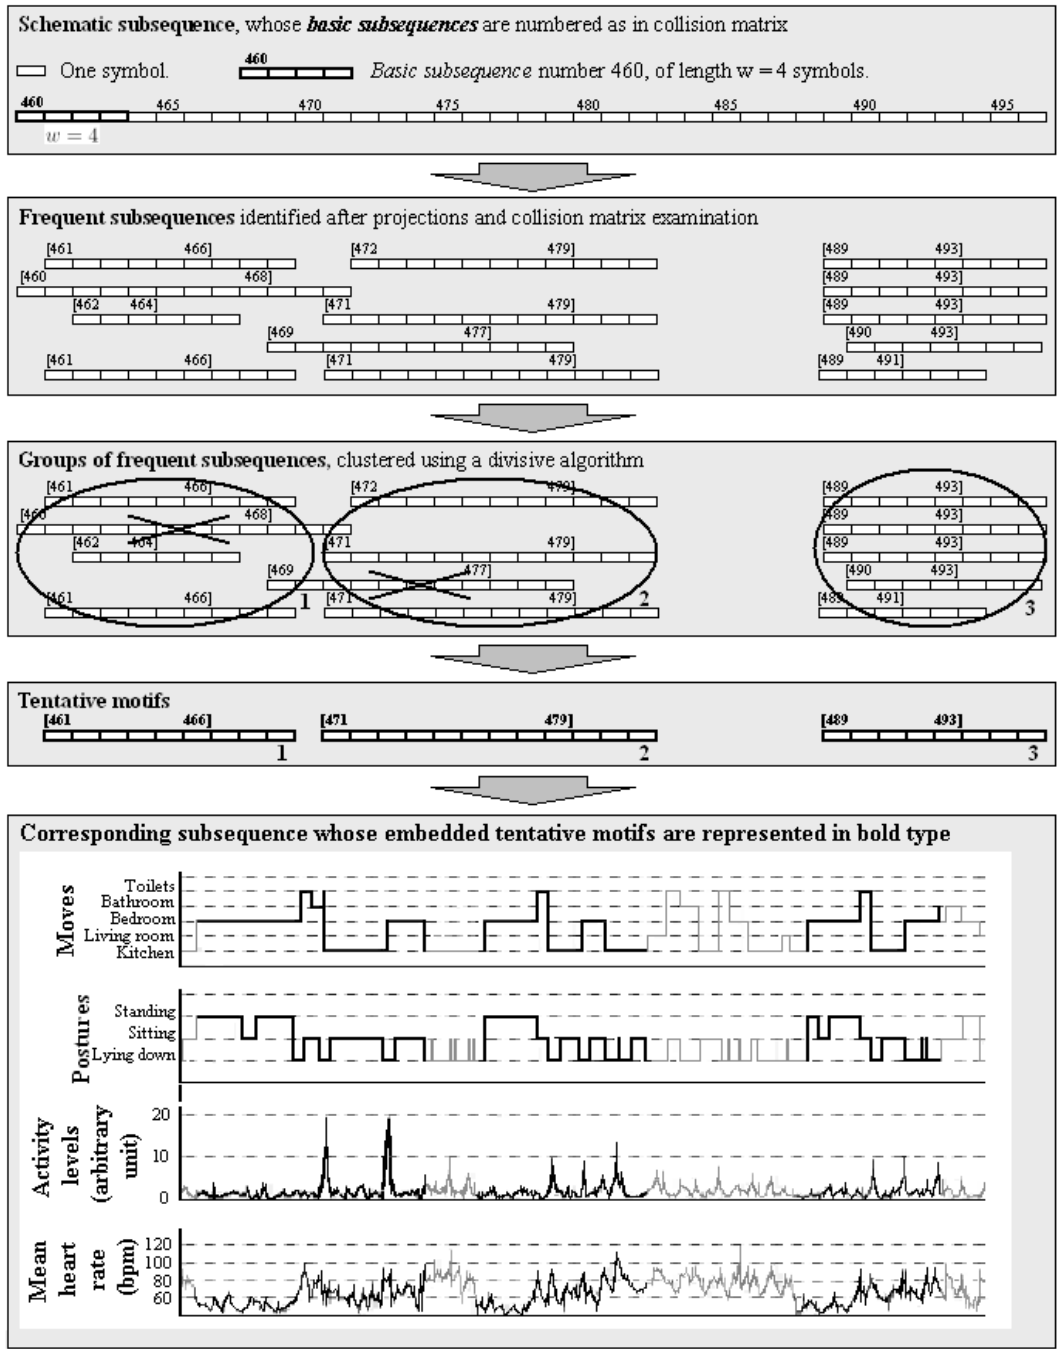 Schematic subsequence, whose basic subsequences are numbered as in collision matrix
One symbol.
460
Basic subsequence number 460, of length w = 4 symbols.
460 465 470 475 480 485 490 495
w = 4
Frequent subsequences identified after projections and collision matrix examination
[461 466] [472 479] [489 493]
[460 468] [489 493]
[462 464] [471 479] [489 493]
[469 477] [490 493]
[461 466] [471 479] [489 491]
Groups of frequent subsequences, clustered using a divisive algorithm
[461 466] [472 479] [489 493]
[460 468] [489 493]
[462 464] [471 479] [489 493]
[469 477] [490 493]
[461 466] 1 [471 479] 2 [489 491] 3
Tentative motifs
[461 466] [471 479] [489 493]
1 2 3
Corresponding subsequence whose embedded tentative motifs are represented in bold type
Moves
Toilets
Bathroom
Bedroom
Living room
Kitchen
Postures
Standing
Sitting
Lying down
Activity
levels
(arbitrary
unit)
20
10
0
Mean
heart
rate
(bpm)
120
100
80
60